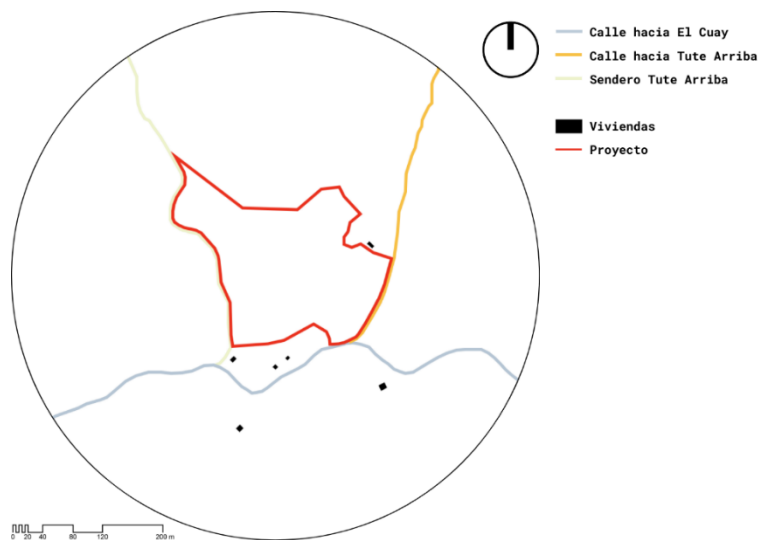 Calle hacia El Cuay
Calle hacia Tute Arriba
Sendero Tute Arriba
Viviendas
Proyecto
0 20 40 80 120 200 m